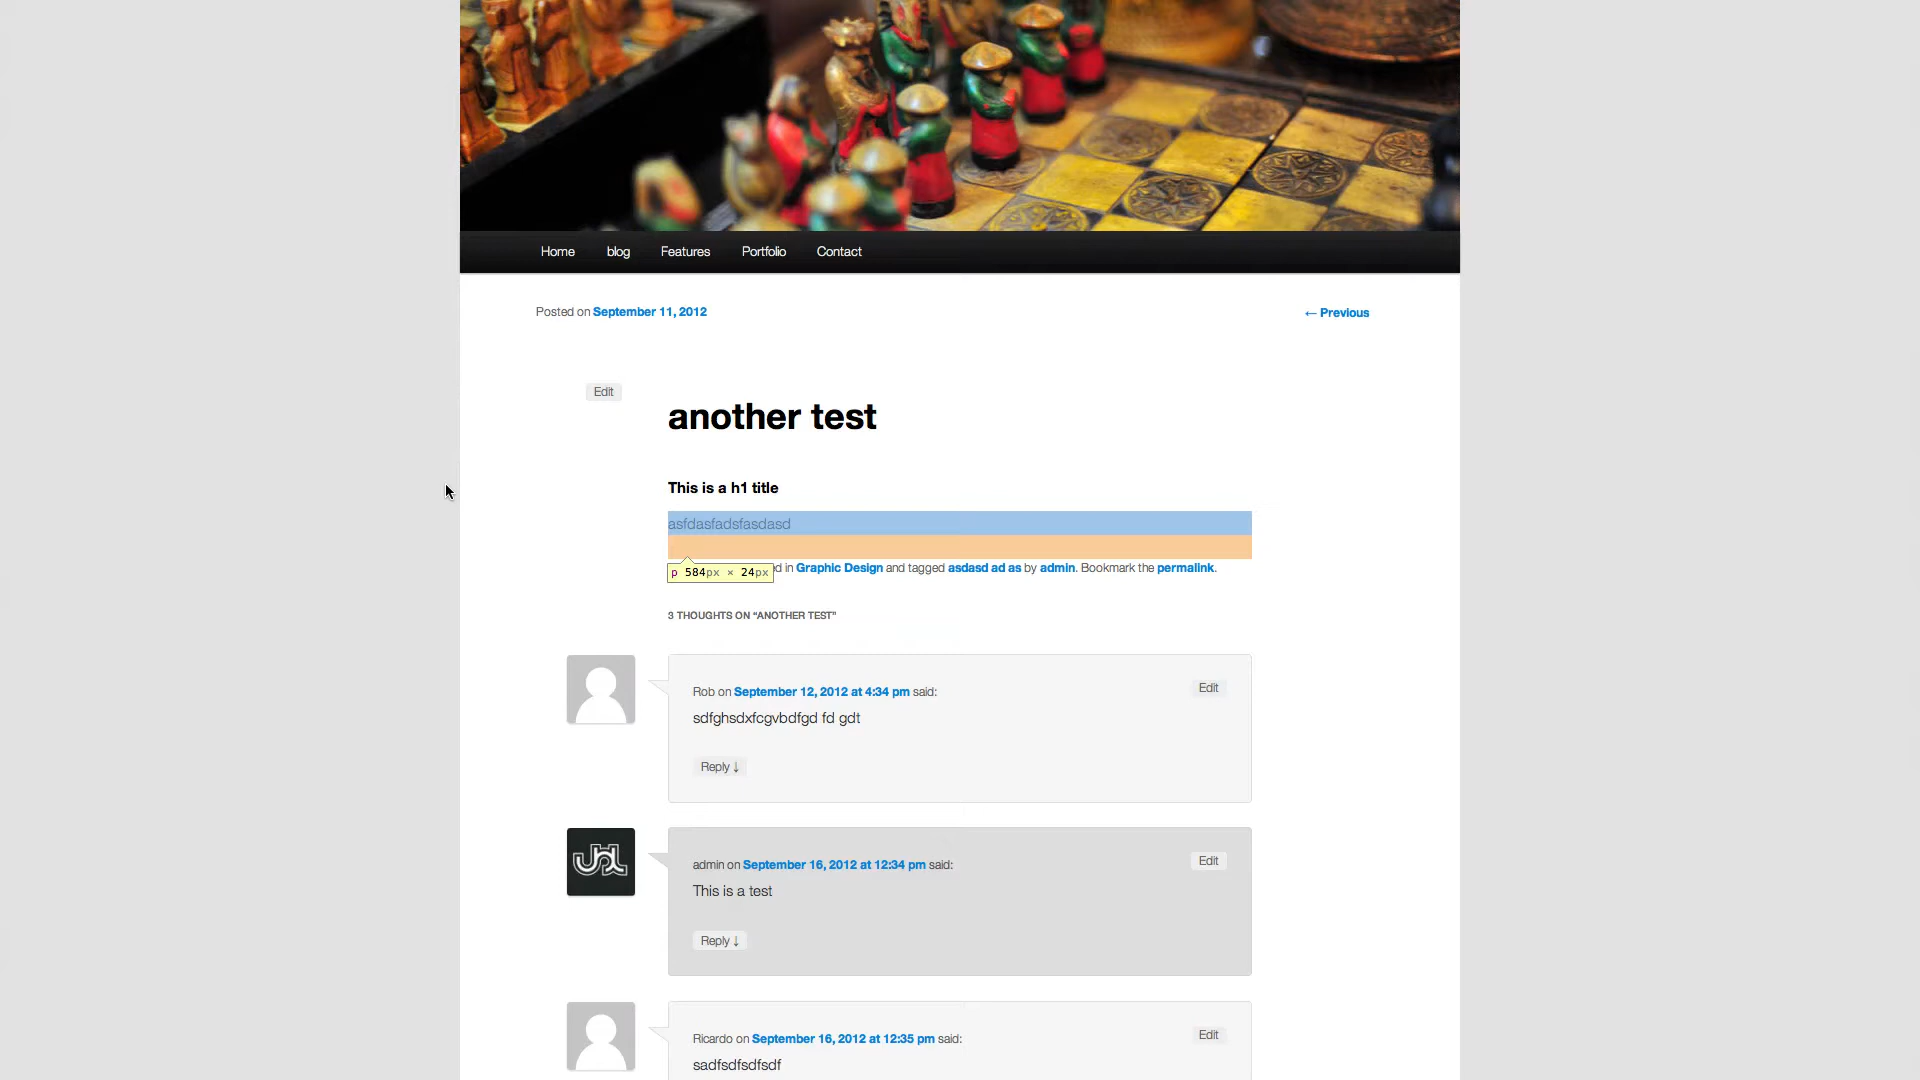 Home blog Features Portfolio Contact
Posted on September 11, 2012
← Previous
Edit
another test
This is a h1 title
asfdasfadsfasdasd
p 584px × 24px
d in Graphic Design and tagged asdasd ad as by admin. Bookmark the permalink.
3 THOUGHTS ON “ANOTHER TEST”
Rob on September 12, 2012 at 4:34 pm said:
Edit
sdfghsdxfcgvbdfgd fd gdt
Reply ↓
admin on September 16, 2012 at 12:34 pm said:
Edit
This is a test
Reply ↓
Ricardo on September 16, 2012 at 12:35 pm said:
Edit
sadfsdfsdfsdf